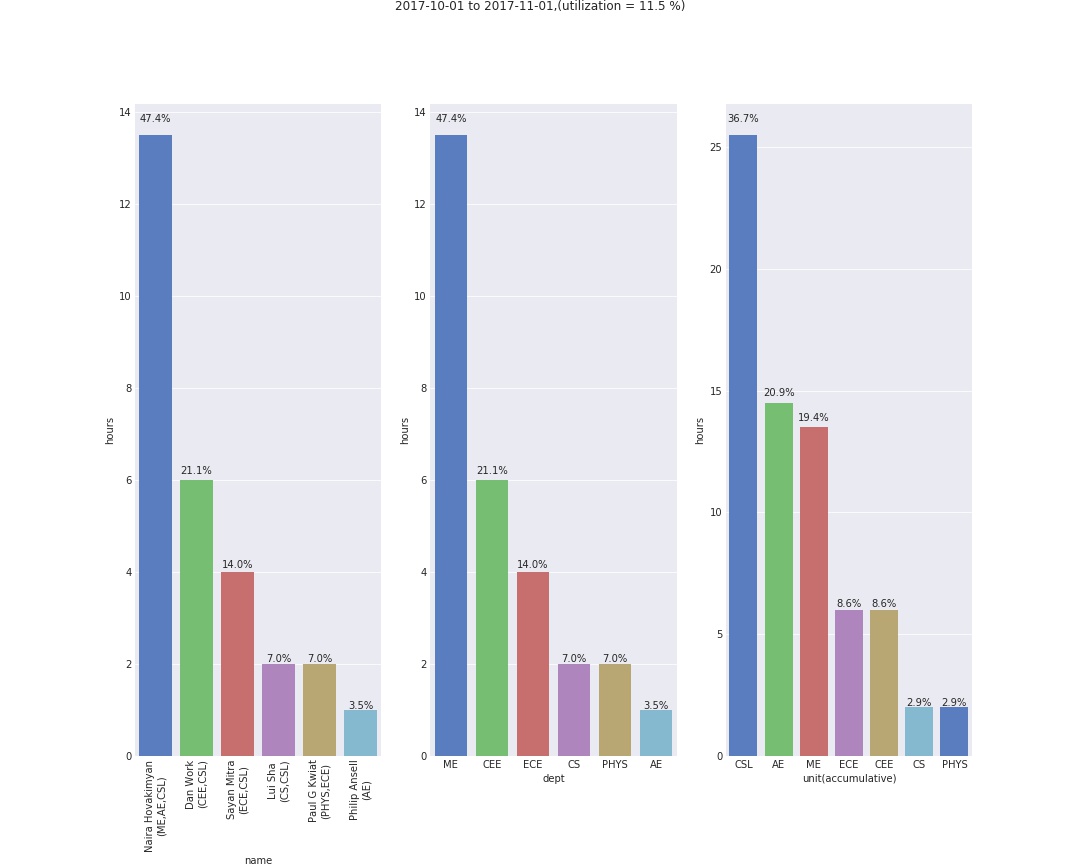 2017-10-01 to 2017-11-01,(utilization = 11.5 %)
14
12
10
8
6
4
2
0
hours
47.4%
21.1%
14.0%
7.0%
7.0%
3.5%
Naira Hovakimyan
(ME,AE,CSL)
Dan Work
(CEE,CSL)
Sayan Mitra
(ECE,CSL)
Lui Sha
(CS,CSL)
Paul G Kwiat
(PHYS,ECE)
Philip Ansell
(AE)
name
14
12
10
8
6
4
2
0
hours
47.4%
21.1%
14.0%
7.0%
7.0%
3.5%
ME CEE ECE CS PHYS AE
dept
25
20
15
10
5
0
hours
36.7%
20.9%
19.4%
8.6%
8.6%
2.9%
2.9%
CSL AE ME ECE CEE CS PHYS
unit(accumulative)